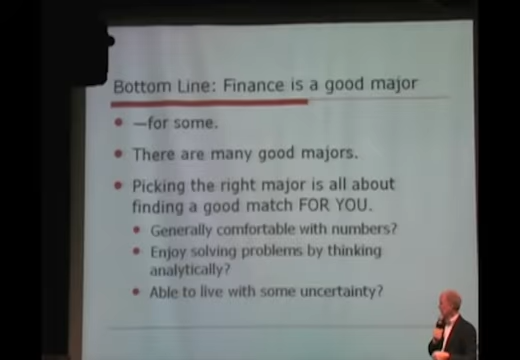 Bottom Line: Finance is a good major
—for some.
There are many good majors.
Picking the right major is all about
finding a good match FOR YOU.
Generally comfortable with numbers?
Enjoy solving problems by thinking
analytically?
Able to live with some uncertainty?